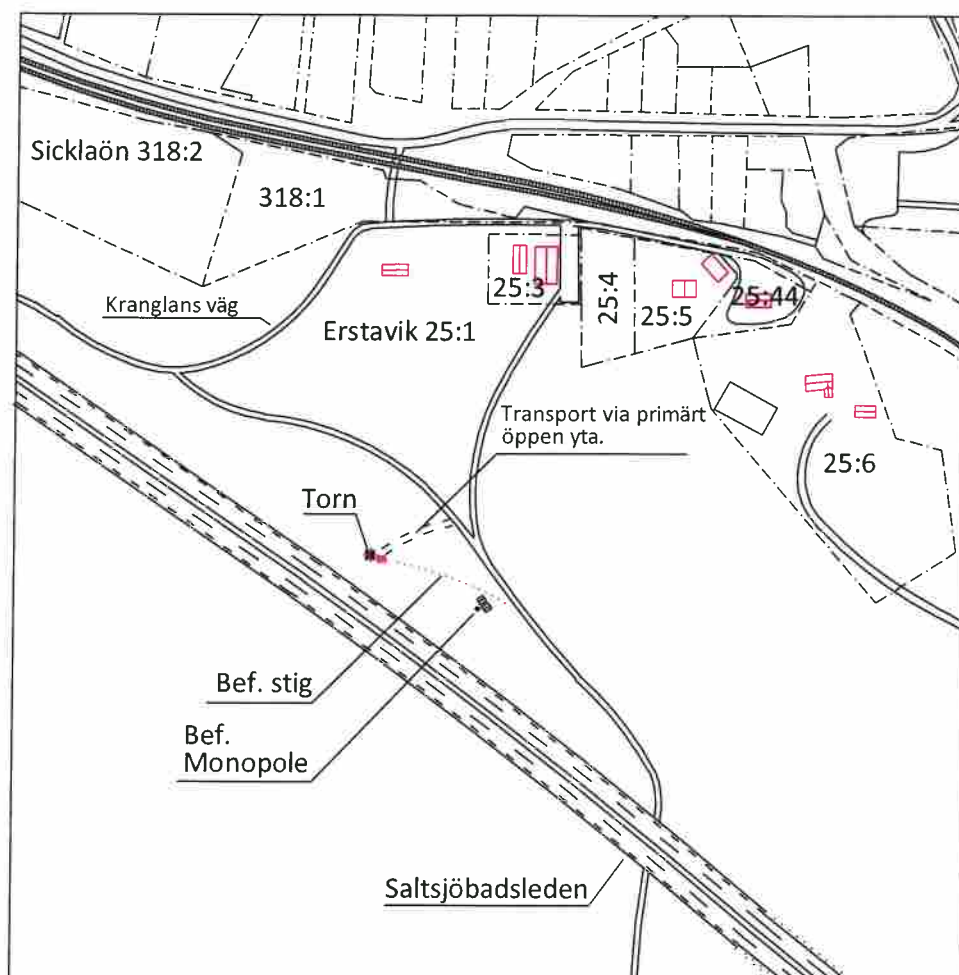 Sicklaön 318:2
318:1
Kranglans väg
Erstavik 25:1
25:3
25:4
25:5
25:44
25:6
Transport via primärt
öppen yta.
Torn
Bef. stig
Bef.
Monopole
Saltsjöbadsleden